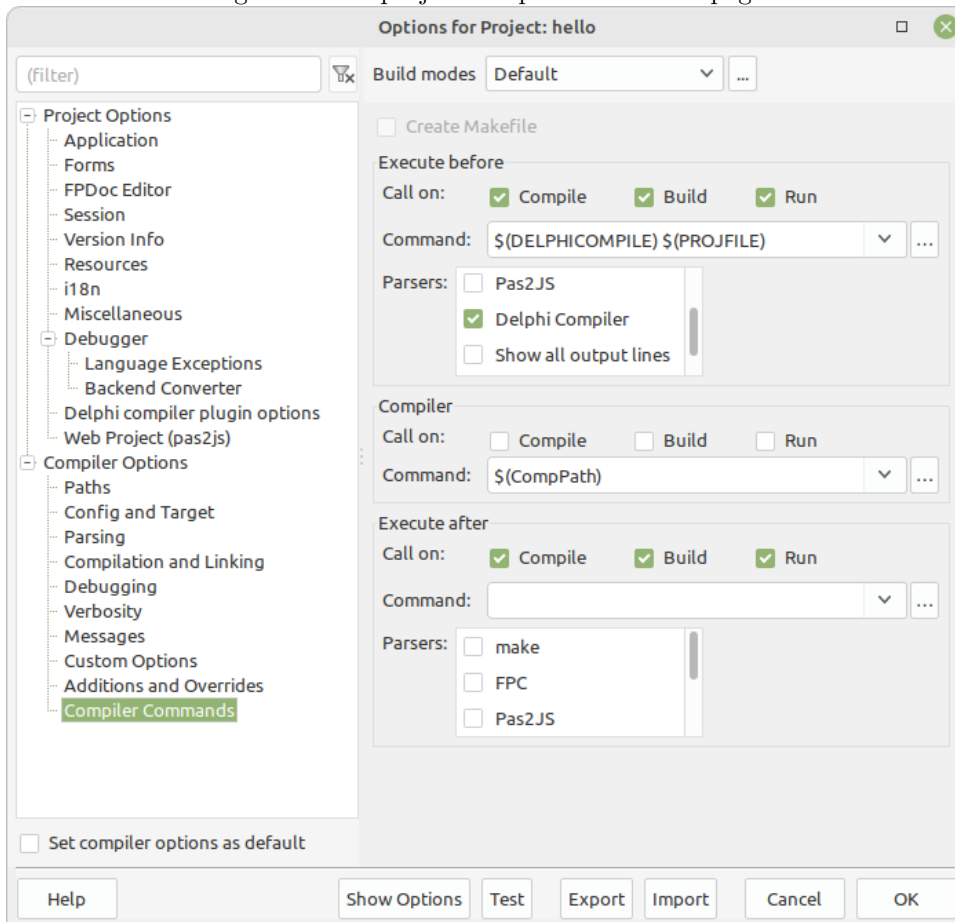 Options for Project: hello
(filter)
Build modes Default ...
Project Options
Application
Forms
FPDoc Editor
Session
Version Info
Resources
i18n
Miscellaneous
Debugger
Language Exceptions
Backend Converter
Delphi compiler plugin options
Web Project (pas2js)
Compiler Options
Paths
Config and Target
Parsing
Compilation and Linking
Debugging
Verbosity
Messages
Custom Options
Additions and Overrides
Compiler Commands
Set compiler options as default
Create Makefile
Execute before
Call on: Compile Build Run
Command: $(DELPHICOMPILE) $(PROJFILE) ...
Parsers: Pas2JS
Delphi Compiler
Show all output lines
Compiler
Call on: Compile Build Run
Command: $(CompPath) ...
Execute after
Call on: Compile Build Run
Command: ...
Parsers: make
FPC
Pas2JS
Help Show Options Test Export Import Cancel OK